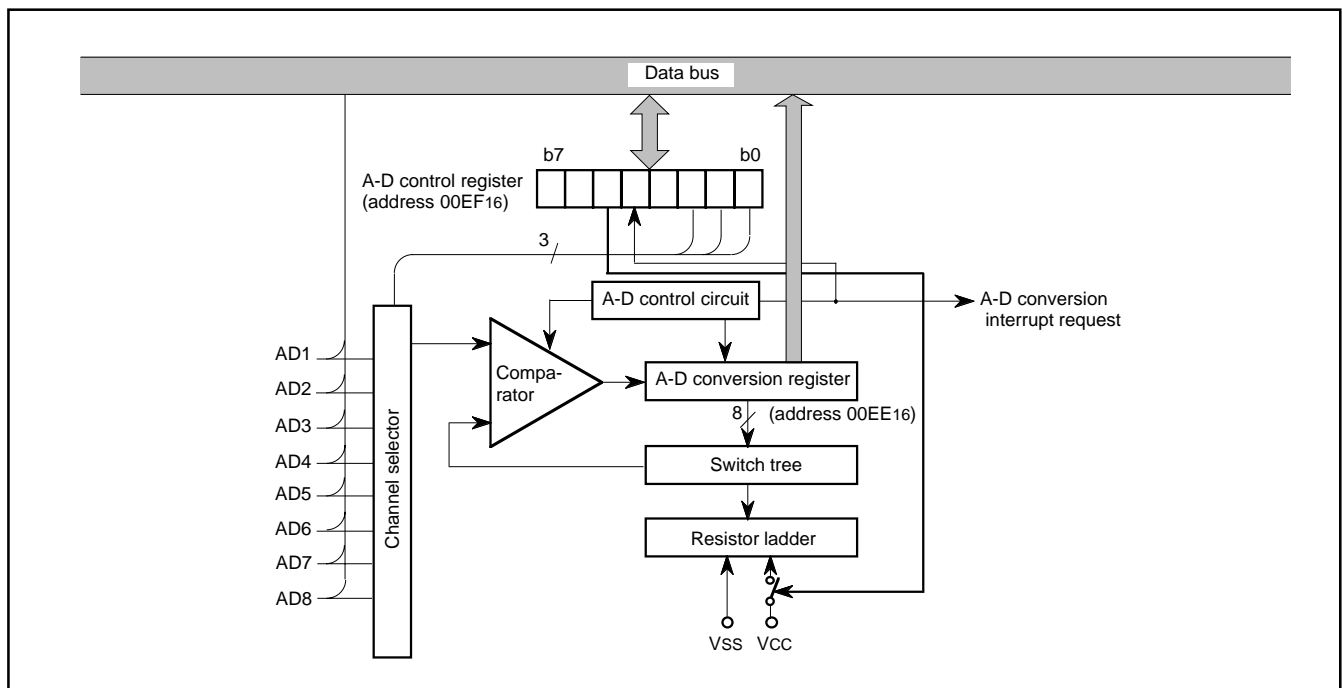 Data bus
b7
b0
A-D control register
(address 00EF16)
3
A-D control circuit
A-D conversion
interrupt request
AD1
AD2
AD3
AD4
AD5
AD6
AD7
AD8
Channel selector
Compa-
rator
A-D conversion register
8
(address 00EE16)
Switch tree
Resistor ladder
VSS
VCC